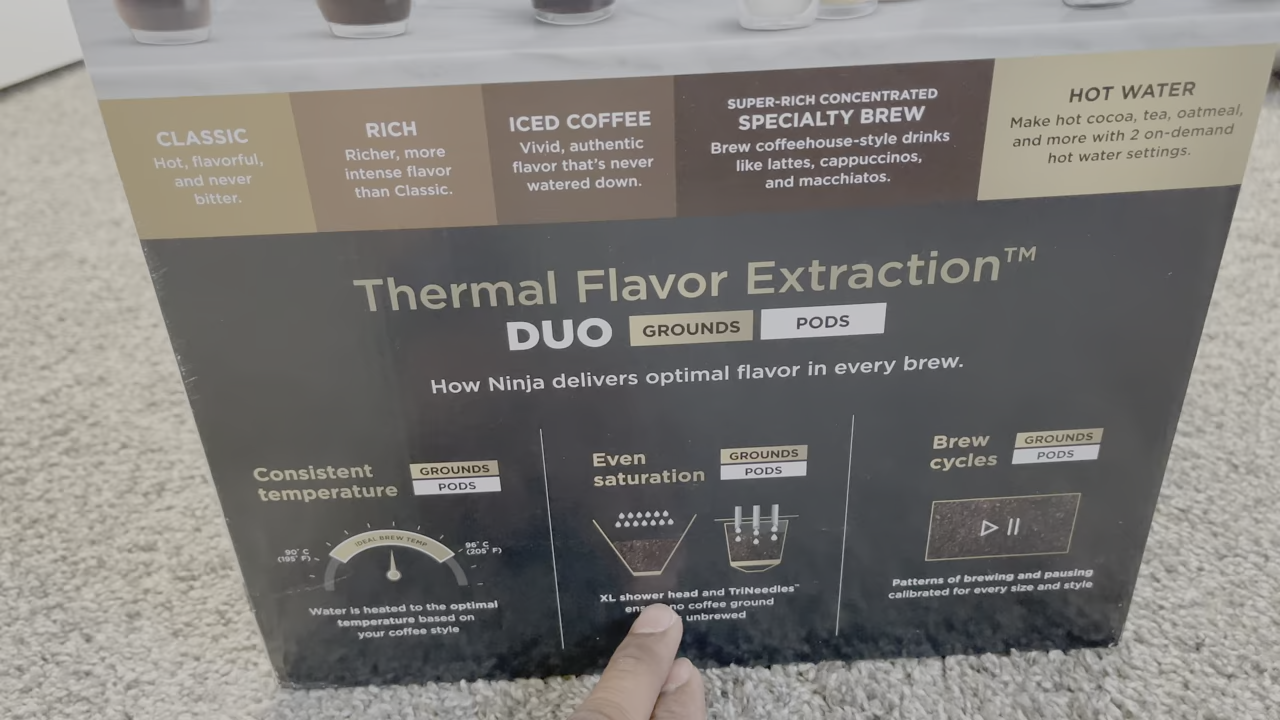 CLASSIC
Hot, flavorful,
and never
bitter.
RICH
Richer, more
intense flavor
than Classic.
ICED COFFEE
Vivid, authentic
flavor that's never
watered down.
SUPER-RICH CONCENTRATED
SPECIALTY BREW
Brew coffeehouse-style drinks
like lattes, cappuccinos,
and macchiatos.
HOT WATER
Make hot cocoa, tea, oatmeal,
and more with 2 on-demand
hot water settings.
Thermal Flavor Extraction™
DUO GROUNDS PODS
How Ninja delivers optimal flavor in every brew.
Consistent
temperature
GROUNDS
PODS
IDEAL BREW TEMP
90° C
(195° F)
96° C
(205° F)
Water is heated to the optimal
temperature based on
your coffee style
Even
saturation
GROUNDS
PODS
XL shower head and TriNeedles™
no coffee ground
unbrewed
Brew
cycles
GROUNDS
PODS
Patterns of brewing and pausing
calibrated for every size and style